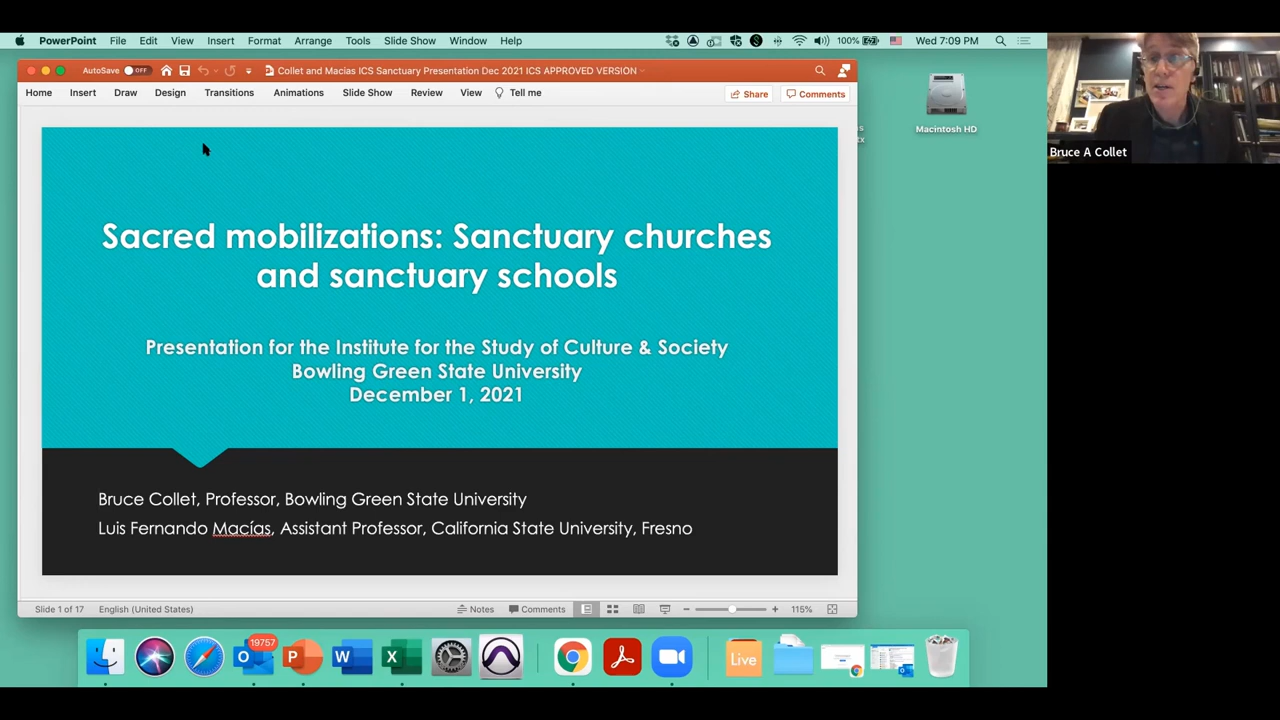 PowerPoint File Edit View Insert Format Arrange Tools Slide Show Window Help 100% Wed 7:09 PM
AutoSave OFF Collet and Macias ICS Sanctuary Presentation Dec 2021 ICS APPROVED VERSION
Home Insert Draw Design Transitions Animations Slide Show Review View Tell me Share Comments
xx
Macintosh HD
Bruce A Collet
Sacred mobilizations: Sanctuary churches
and sanctuary schools
Presentation for the Institute for the Study of Culture & Society
Bowling Green State University
December 1, 2021
Bruce Collet, Professor, Bowling Green State University
Luis Fernando Macías, Assistant Professor, California State University, Fresno
Slide 1 of 17 English (United States) Notes Comments 115%
19757
Live